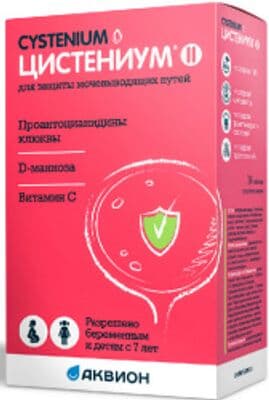 CYSTENIUM
ЦИСТЕНИУМ® II
для защиты мочевыводящих путей
Проантоцианидины
клюквы
D-манноза
Витамин С
Разрешено
беременным
и детям с 7 лет
АКВИОН